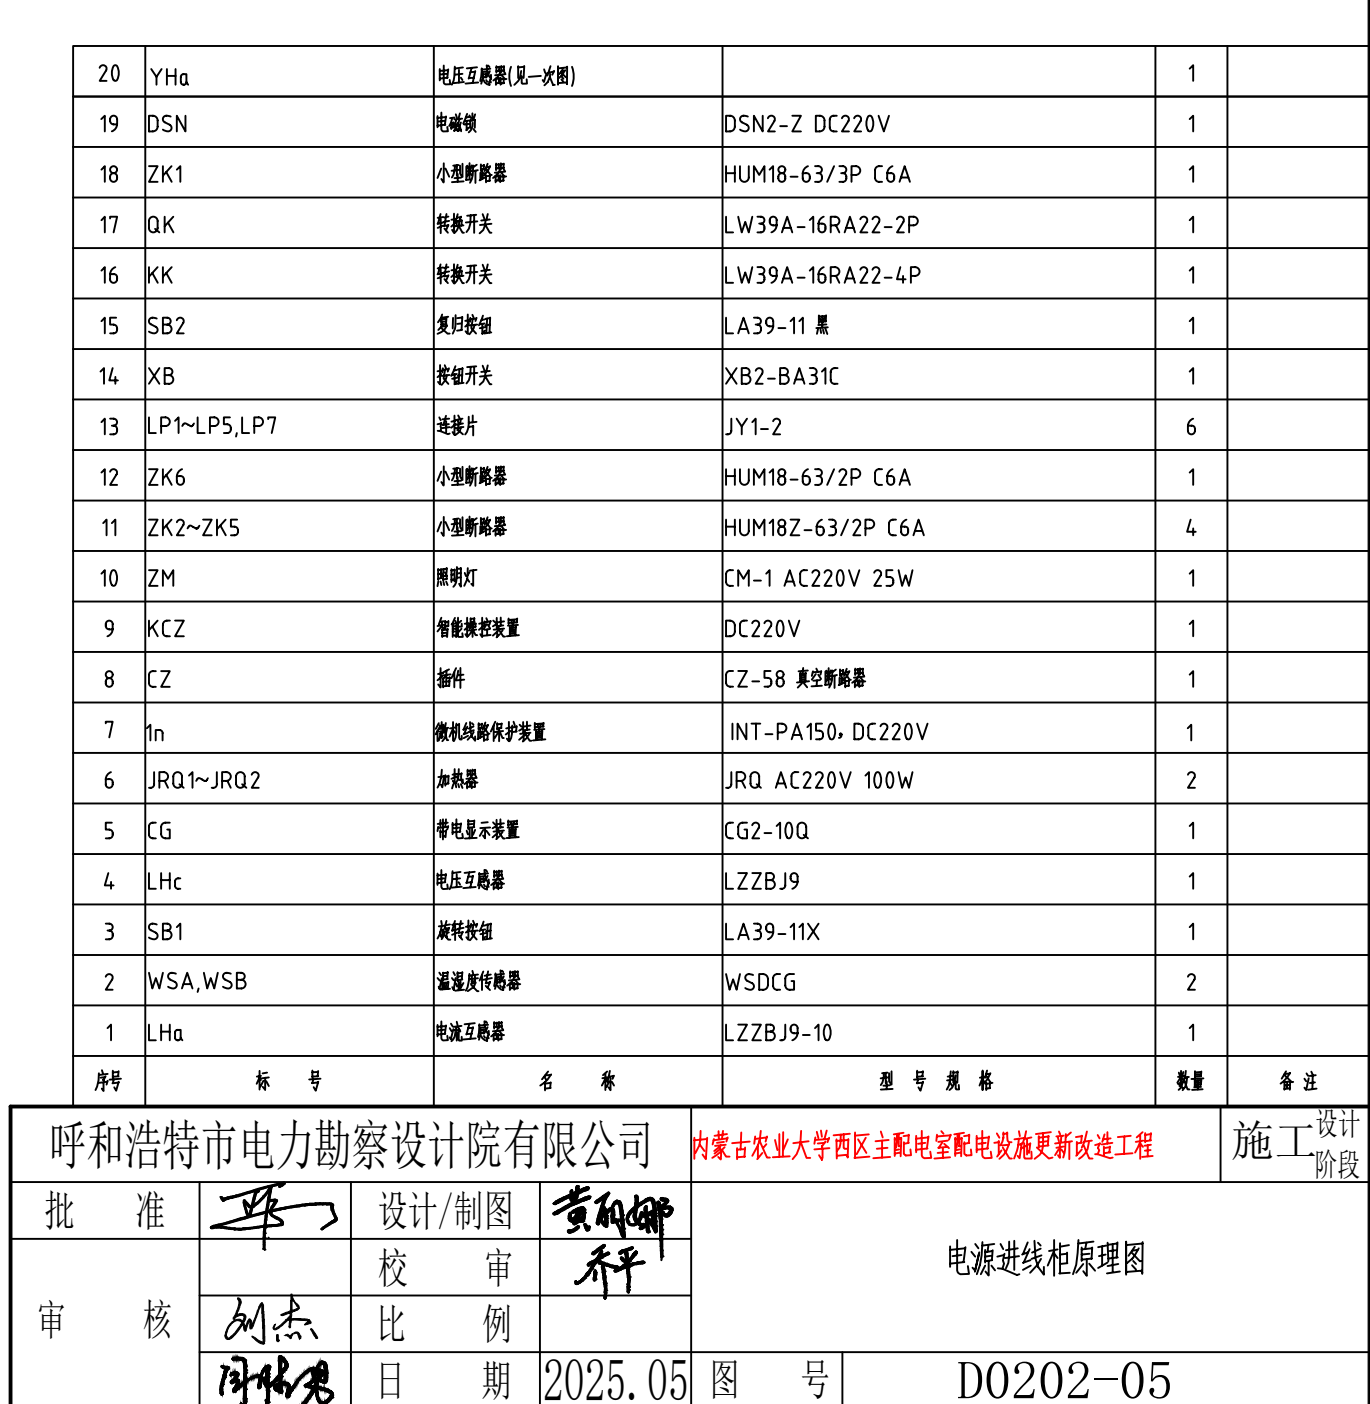 20 YHa 电压互感器(见一次图) 1
19 DSN 电磁锁 DSN2-Z DC220V 1
18 ZK1 小型断路器 HUM18-63/3P C6A 1
17 QK 转换开关 LW39A-16RA22-2P 1
16 KK 转换开关 LW39A-16RA22-4P 1
15 SB2 复归按钮 LA39-11 黑 1
14 XB 按钮开关 XB2-BA31C 1
13 LP1~LP5,LP7 连接片 JY1-2 6
12 ZK6 小型断路器 HUM18-63/2P C6A 1
11 ZK2~ZK5 小型断路器 HUM18Z-63/2P C6A 4
10 ZM 照明灯 CM-1 AC220V 25W 1
9 KCZ 智能操控装置 DC220V 1
8 CZ 插件 CZ-58 真空断路器 1
7 1n 微机线路保护装置 INT-PA150，DC220V 1
6 JRQ1~JRQ2 加热器 JRQ AC220V 100W 2
5 CG 带电显示装置 CG2-10Q 1
4 LHc 电压互感器 LZZBJ9 1
3 SB1 旋转按钮 LA39-11X 1
2 WSA,WSB 温湿度传感器 WSDCG 2
1 LHa 电流互感器 LZZBJ9-10 1
序号 标 号 名 称 型 号 规 格 数量 备 注
呼和浩特市电力勘察设计院有限公司 内蒙古农业大学西区主配电室配电设施更新改造工程 施工设计阶段
批 准 设计/制图 黄丽娜
校 审 乔平
电源进线柜原理图
审 核 刘杰 比 例
日 期 2025.05 图 号 D0202-05